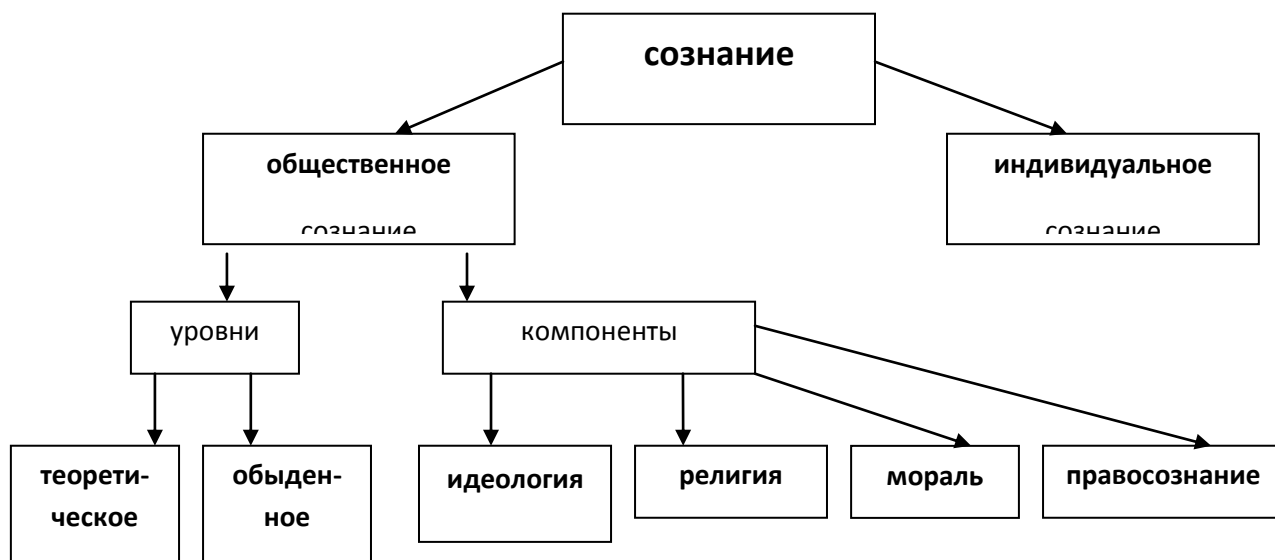 сознание
общественное
сознание
индивидуальное
сознание
уровни
компоненты
теорети-
ческое
обыден-
ное
идеология
религия
мораль
правосознание